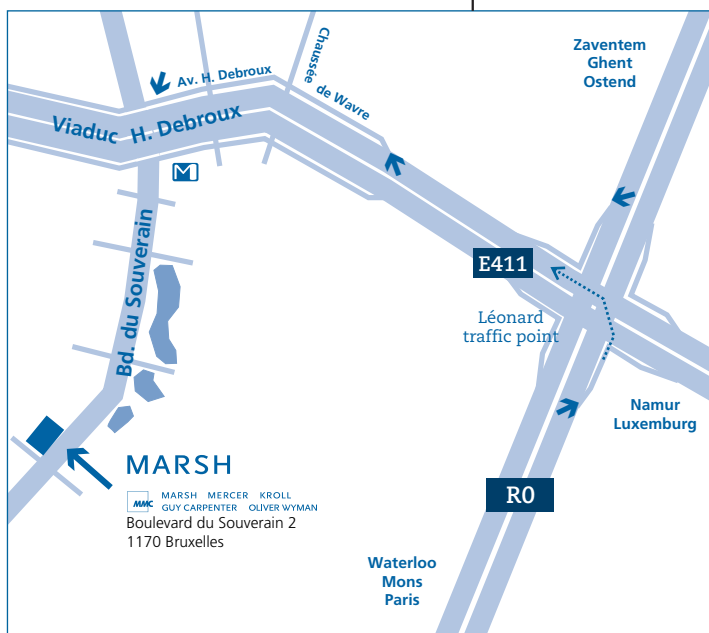 Zaventem
Ghent
Ostend
Chaussée
de Wavre
Av. H. Debroux
Viaduc H. Debroux
M
E411
Léonard
traffic point
Bd. du Souverain
Namur
Luxemburg
MARSH
MMC MARSH MERCER KROLL
GUY CARPENTER OLIVER WYMAN
Boulevard du Souverain 2
1170 Bruxelles
R0
Waterloo
Mons
Paris